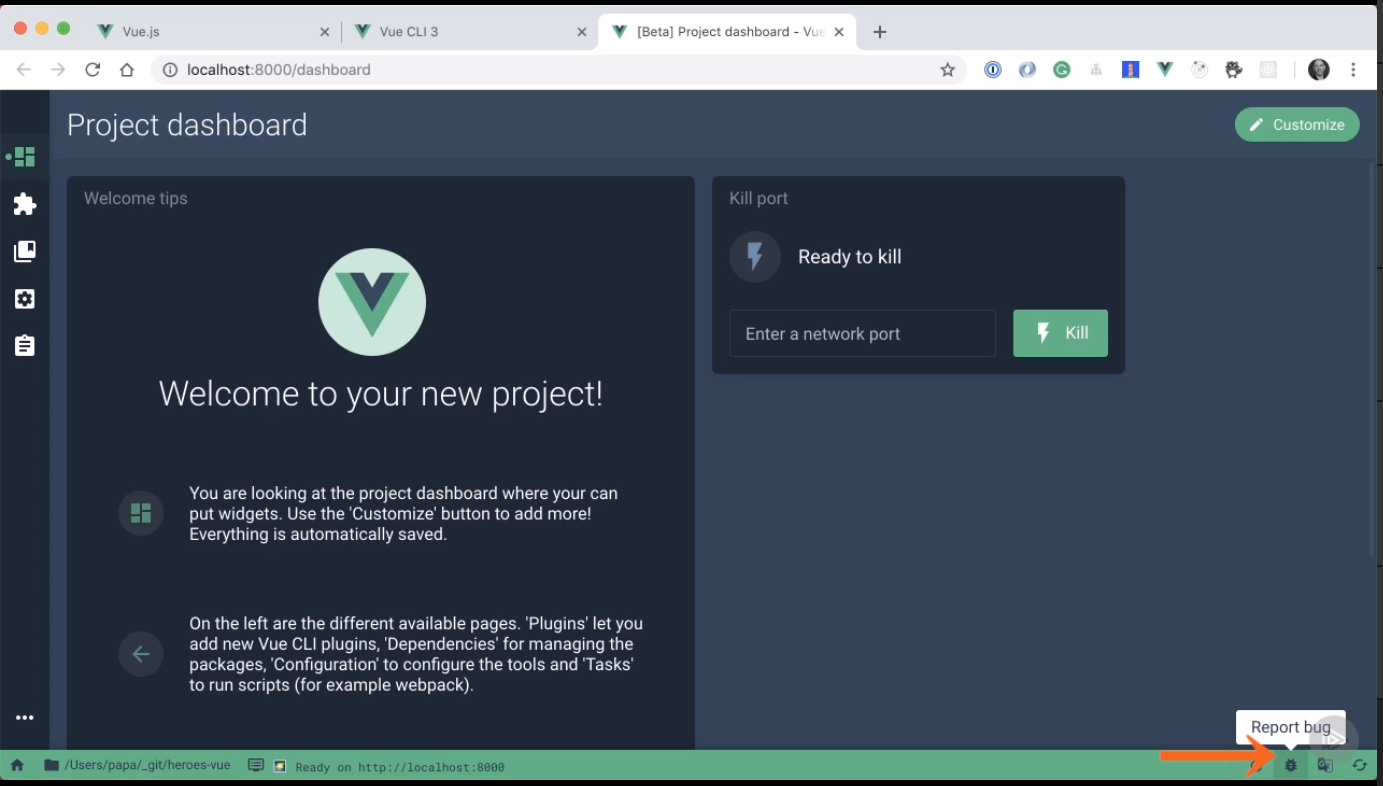 Vue.js
Vue CLI 3
[Beta] Project dashboard - Vue
localhost:8000/dashboard
Project dashboard
Customize
Welcome tips
Welcome to your new project!
You are looking at the project dashboard where your can
put widgets. Use the 'Customize' button to add more!
Everything is automatically saved.
On the left are the different available pages. 'Plugins' let you
add new Vue CLI plugins, 'Dependencies' for managing the
packages, 'Configuration' to configure the tools and 'Tasks'
to run scripts (for example webpack).
Kill port
Ready to kill
Enter a network port
Kill
Report bug
/Users/papa/_git/heroes-vue
Ready on http://localhost:8000